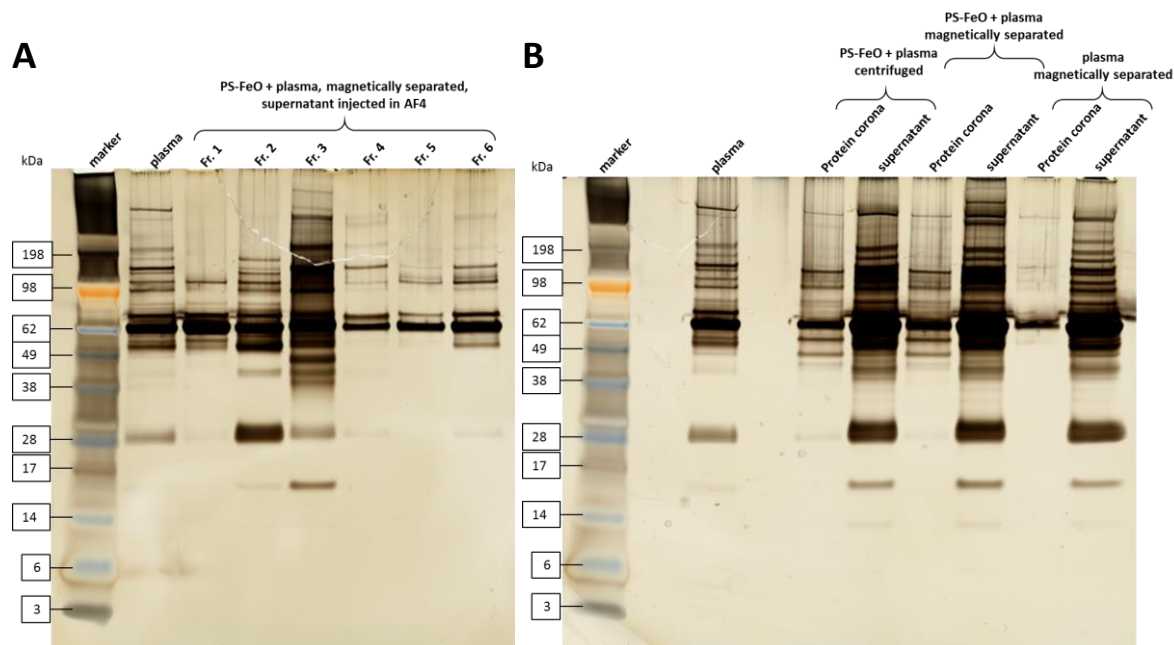 A
PS-FeO + plasma, magnetically separated,
supernatant injected in AF4
kDa
marker
plasma
Fr. 1
Fr. 2
Fr. 3
Fr. 4
Fr. 5
Fr. 6
198
98
62
49
38
28
17
14
6
3
B
PS-FeO + plasma
magnetically separated
PS-FeO + plasma
centrifuged
plasma
magnetically separated
kDa
marker
plasma
Protein corona
supernatant
Protein corona
supernatant
Protein corona
supernatant
198
98
62
49
38
28
17
14
6
3